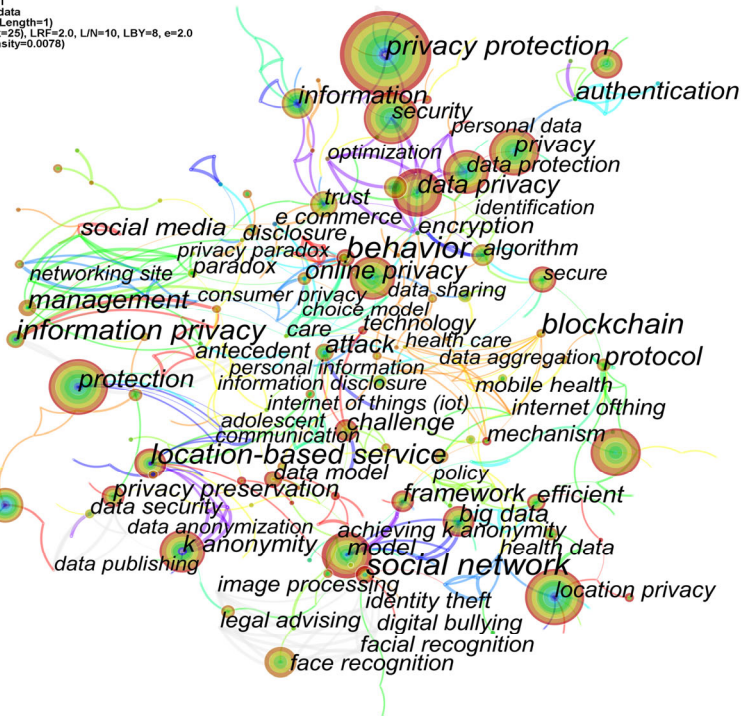 data
Length=1)
=25), LRF=2.0, L/N=10, LBY=8, e=2.0
sity=0.0078)
privacy protection
authentication
information
security
personal data
privacy
optimization
data protection
data privacy
trust
identification
e commerce
encryption
social media
disclosure
behavior
algorithm
privacy paradox
paradox
online privacy
networking site
secure
data sharing
management
consumer privacy
choice model
information privacy
care
technology
blockchain
attack
health care
antecedent
data aggregation
protocol
personal information
protection
information disclosure
mobile health
internet of things (iot)
internet ofthing
adolescent
challenge
communication
mechanism
location-based service
data model
policy
privacy preservation
framework
efficient
data security
big data
data anonymization
achieving k anonymity
k anonymity
model
health data
data publishing
social network
image processing
location privacy
identity theft
legal advising
digital bullying
facial recognition
face recognition